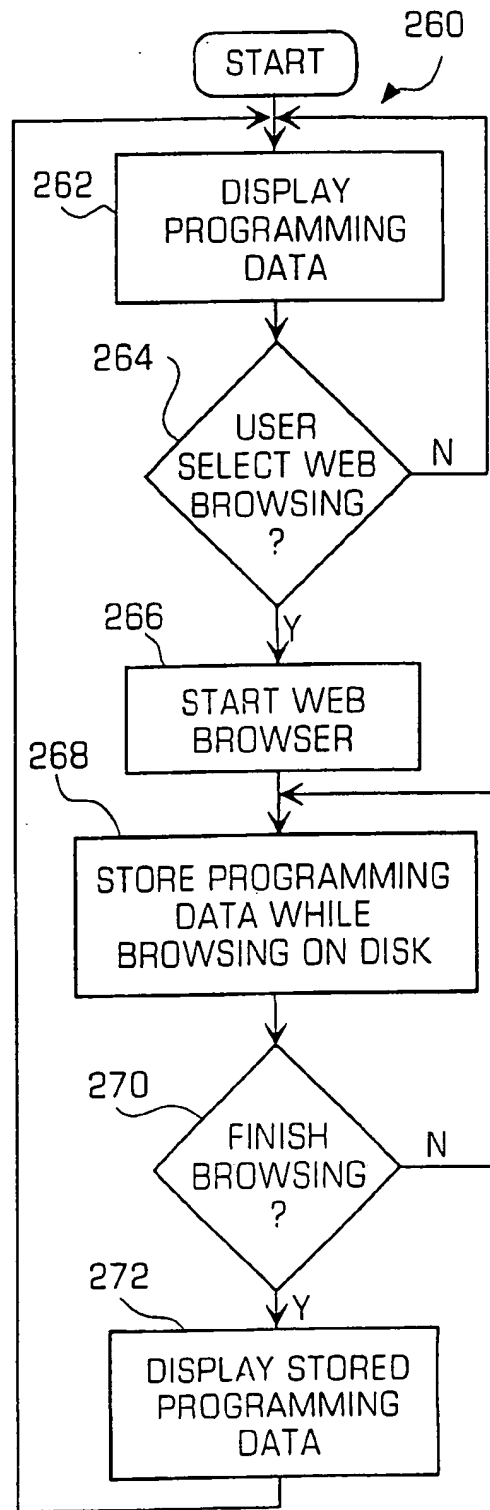 260
START
262
DISPLAY
PROGRAMMING
DATA
264
USER
SELECT WEB
BROWSING
?
N
Y
266
START WEB
BROWSER
268
STORE PROGRAMMING
DATA WHILE
BROWSING ON DISK
270
FINISH
BROWSING
?
N
Y
272
DISPLAY STORED
PROGRAMMING
DATA